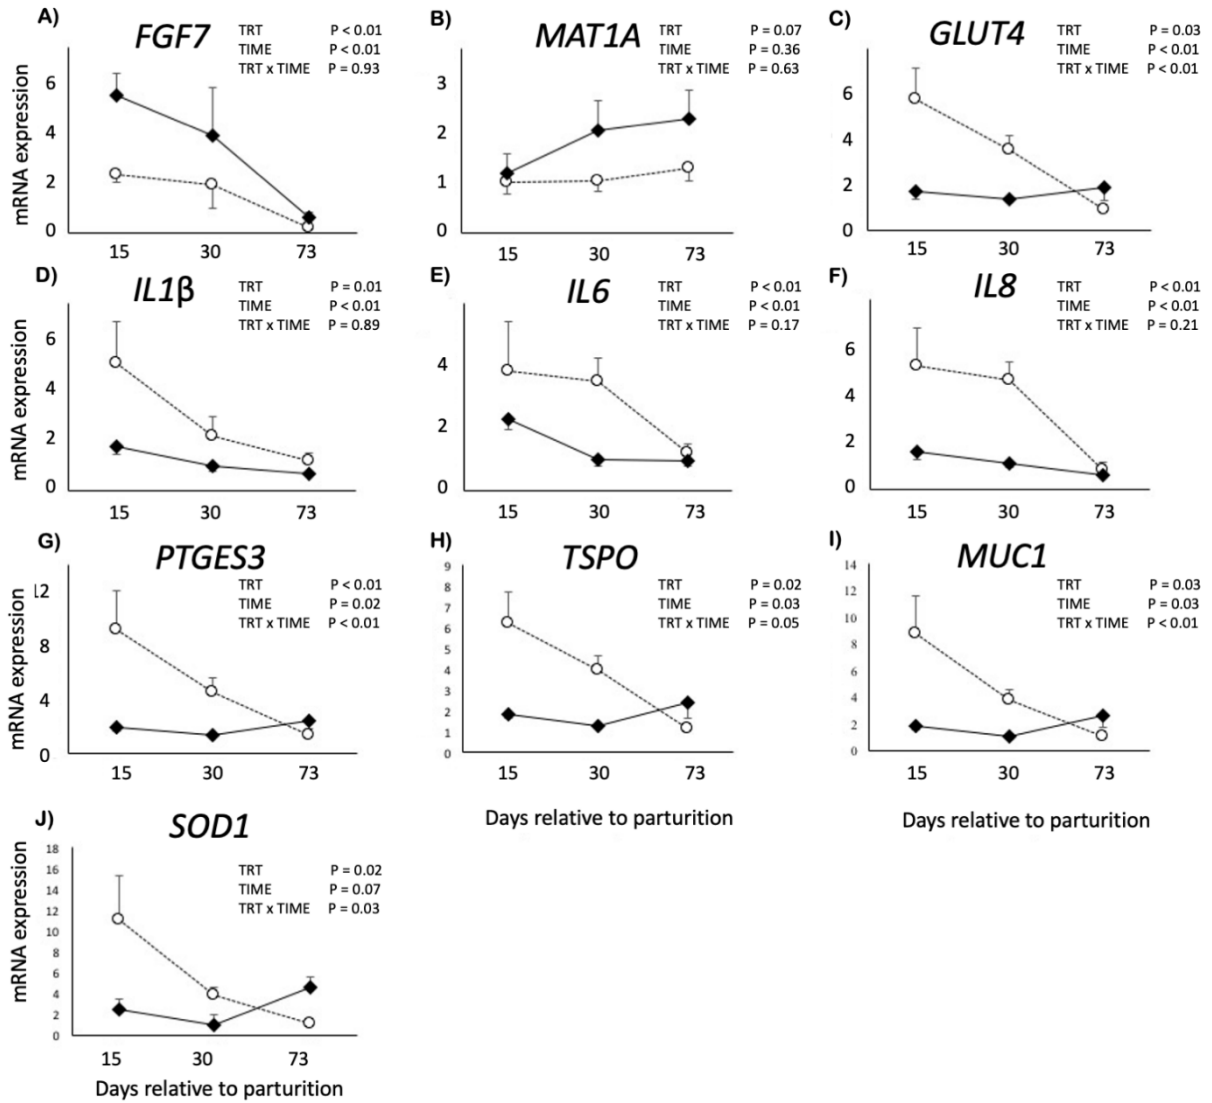 A)
FGF7
TRT P < 0.01
TIME P < 0.01
TRT x TIME P = 0.93
mRNA expression
6
4
2
0
15 30 73
B)
MAT1A
TRT P = 0.07
TIME P = 0.36
TRT x TIME P = 0.63
3
2
1
0
15 30 73
C)
GLUT4
TRT P = 0.03
TIME P < 0.01
TRT x TIME P < 0.01
6
4
2
0
15 30 73
D)
IL1β
TRT P = 0.01
TIME P < 0.01
TRT x TIME P = 0.89
mRNA expression
6
4
2
0
15 30 73
E)
IL6
TRT P < 0.01
TIME P < 0.01
TRT x TIME P = 0.17
4
2
0
15 30 73
F)
IL8
TRT P < 0.01
TIME P < 0.01
TRT x TIME P = 0.21
6
4
2
0
15 30 73
G)
PTGES3
TRT P < 0.01
TIME P = 0.02
TRT x TIME P < 0.01
mRNA expression
12
8
4
0
15 30 73
H)
TSPO
TRT P = 0.02
TIME P = 0.03
TRT x TIME P = 0.05
9
8
7
6
5
4
3
2
1
0
15 30 73
Days relative to parturition
I)
MUC1
TRT P = 0.03
TIME P = 0.03
TRT x TIME P < 0.01
14
12
10
8
6
4
2
0
15 30 73
Days relative to parturition
J)
SOD1
TRT P = 0.02
TIME P = 0.07
TRT x TIME P = 0.03
mRNA expression
18
16
14
12
10
8
6
4
2
0
15 30 73
Days relative to parturition